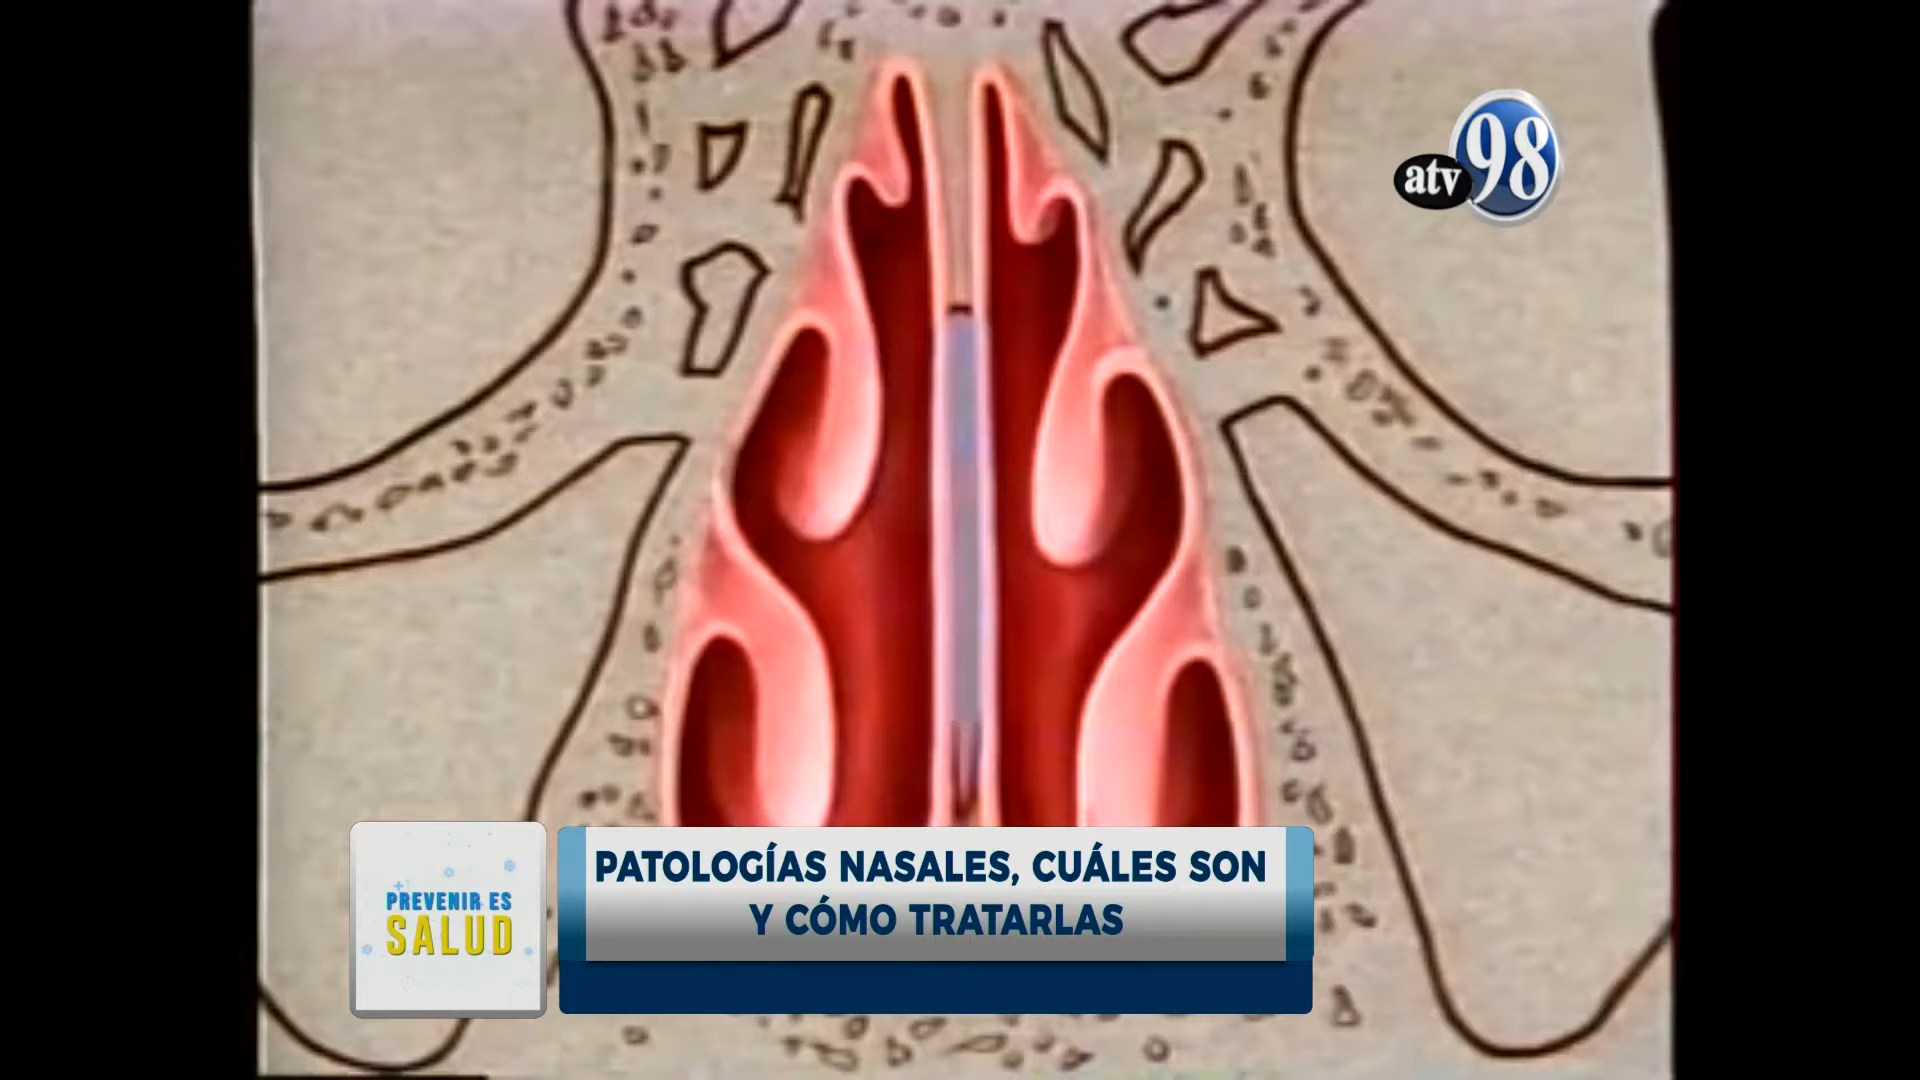 atv 98
PATOLOGÍAS NASALES, CUÁLES SON
Y CÓMO TRATARLAS
PREVENIR ES
SALUD